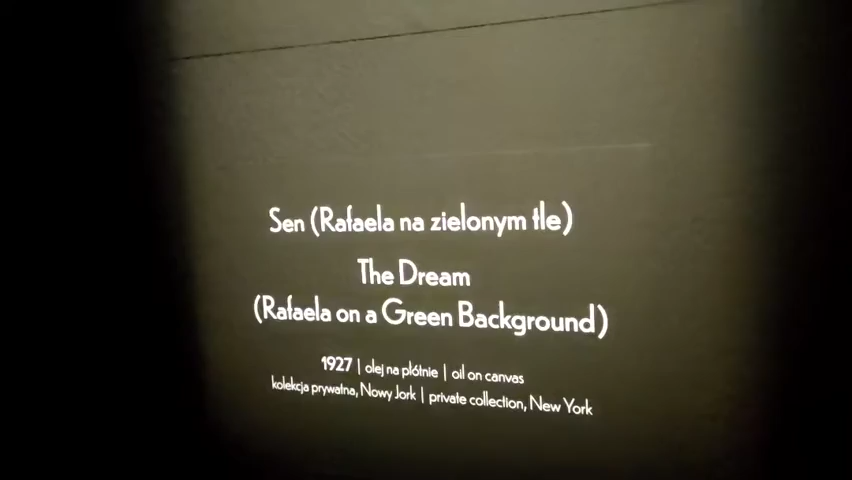 Sen (Rafaela na zielonym tle)
The Dream
(Rafaela on a Green Background)
1927 | olej na płótnie | oil on canvas
kolekcja prywatna, Nowy Jork | private collection, New York